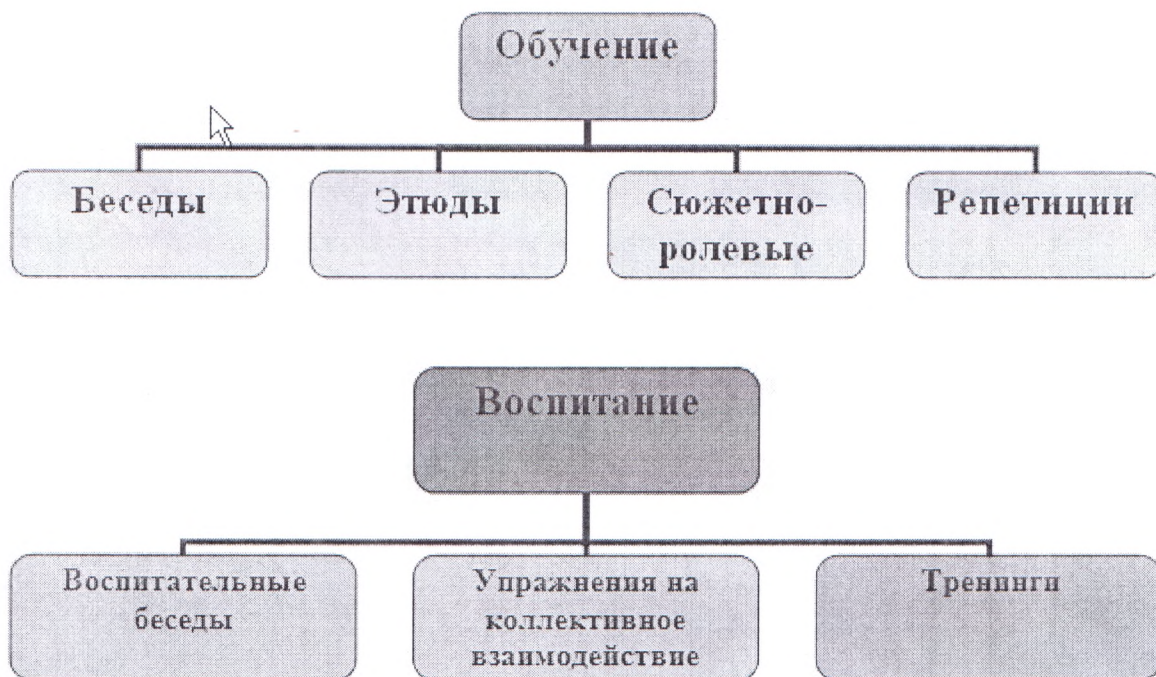 Обучение
Беседы
Этюды
Сюжетно-
ролевые
Репетиции
Воспитание
Воспитательные
беседы
Упражнения на
коллективное
взаимодействие
Тренинги